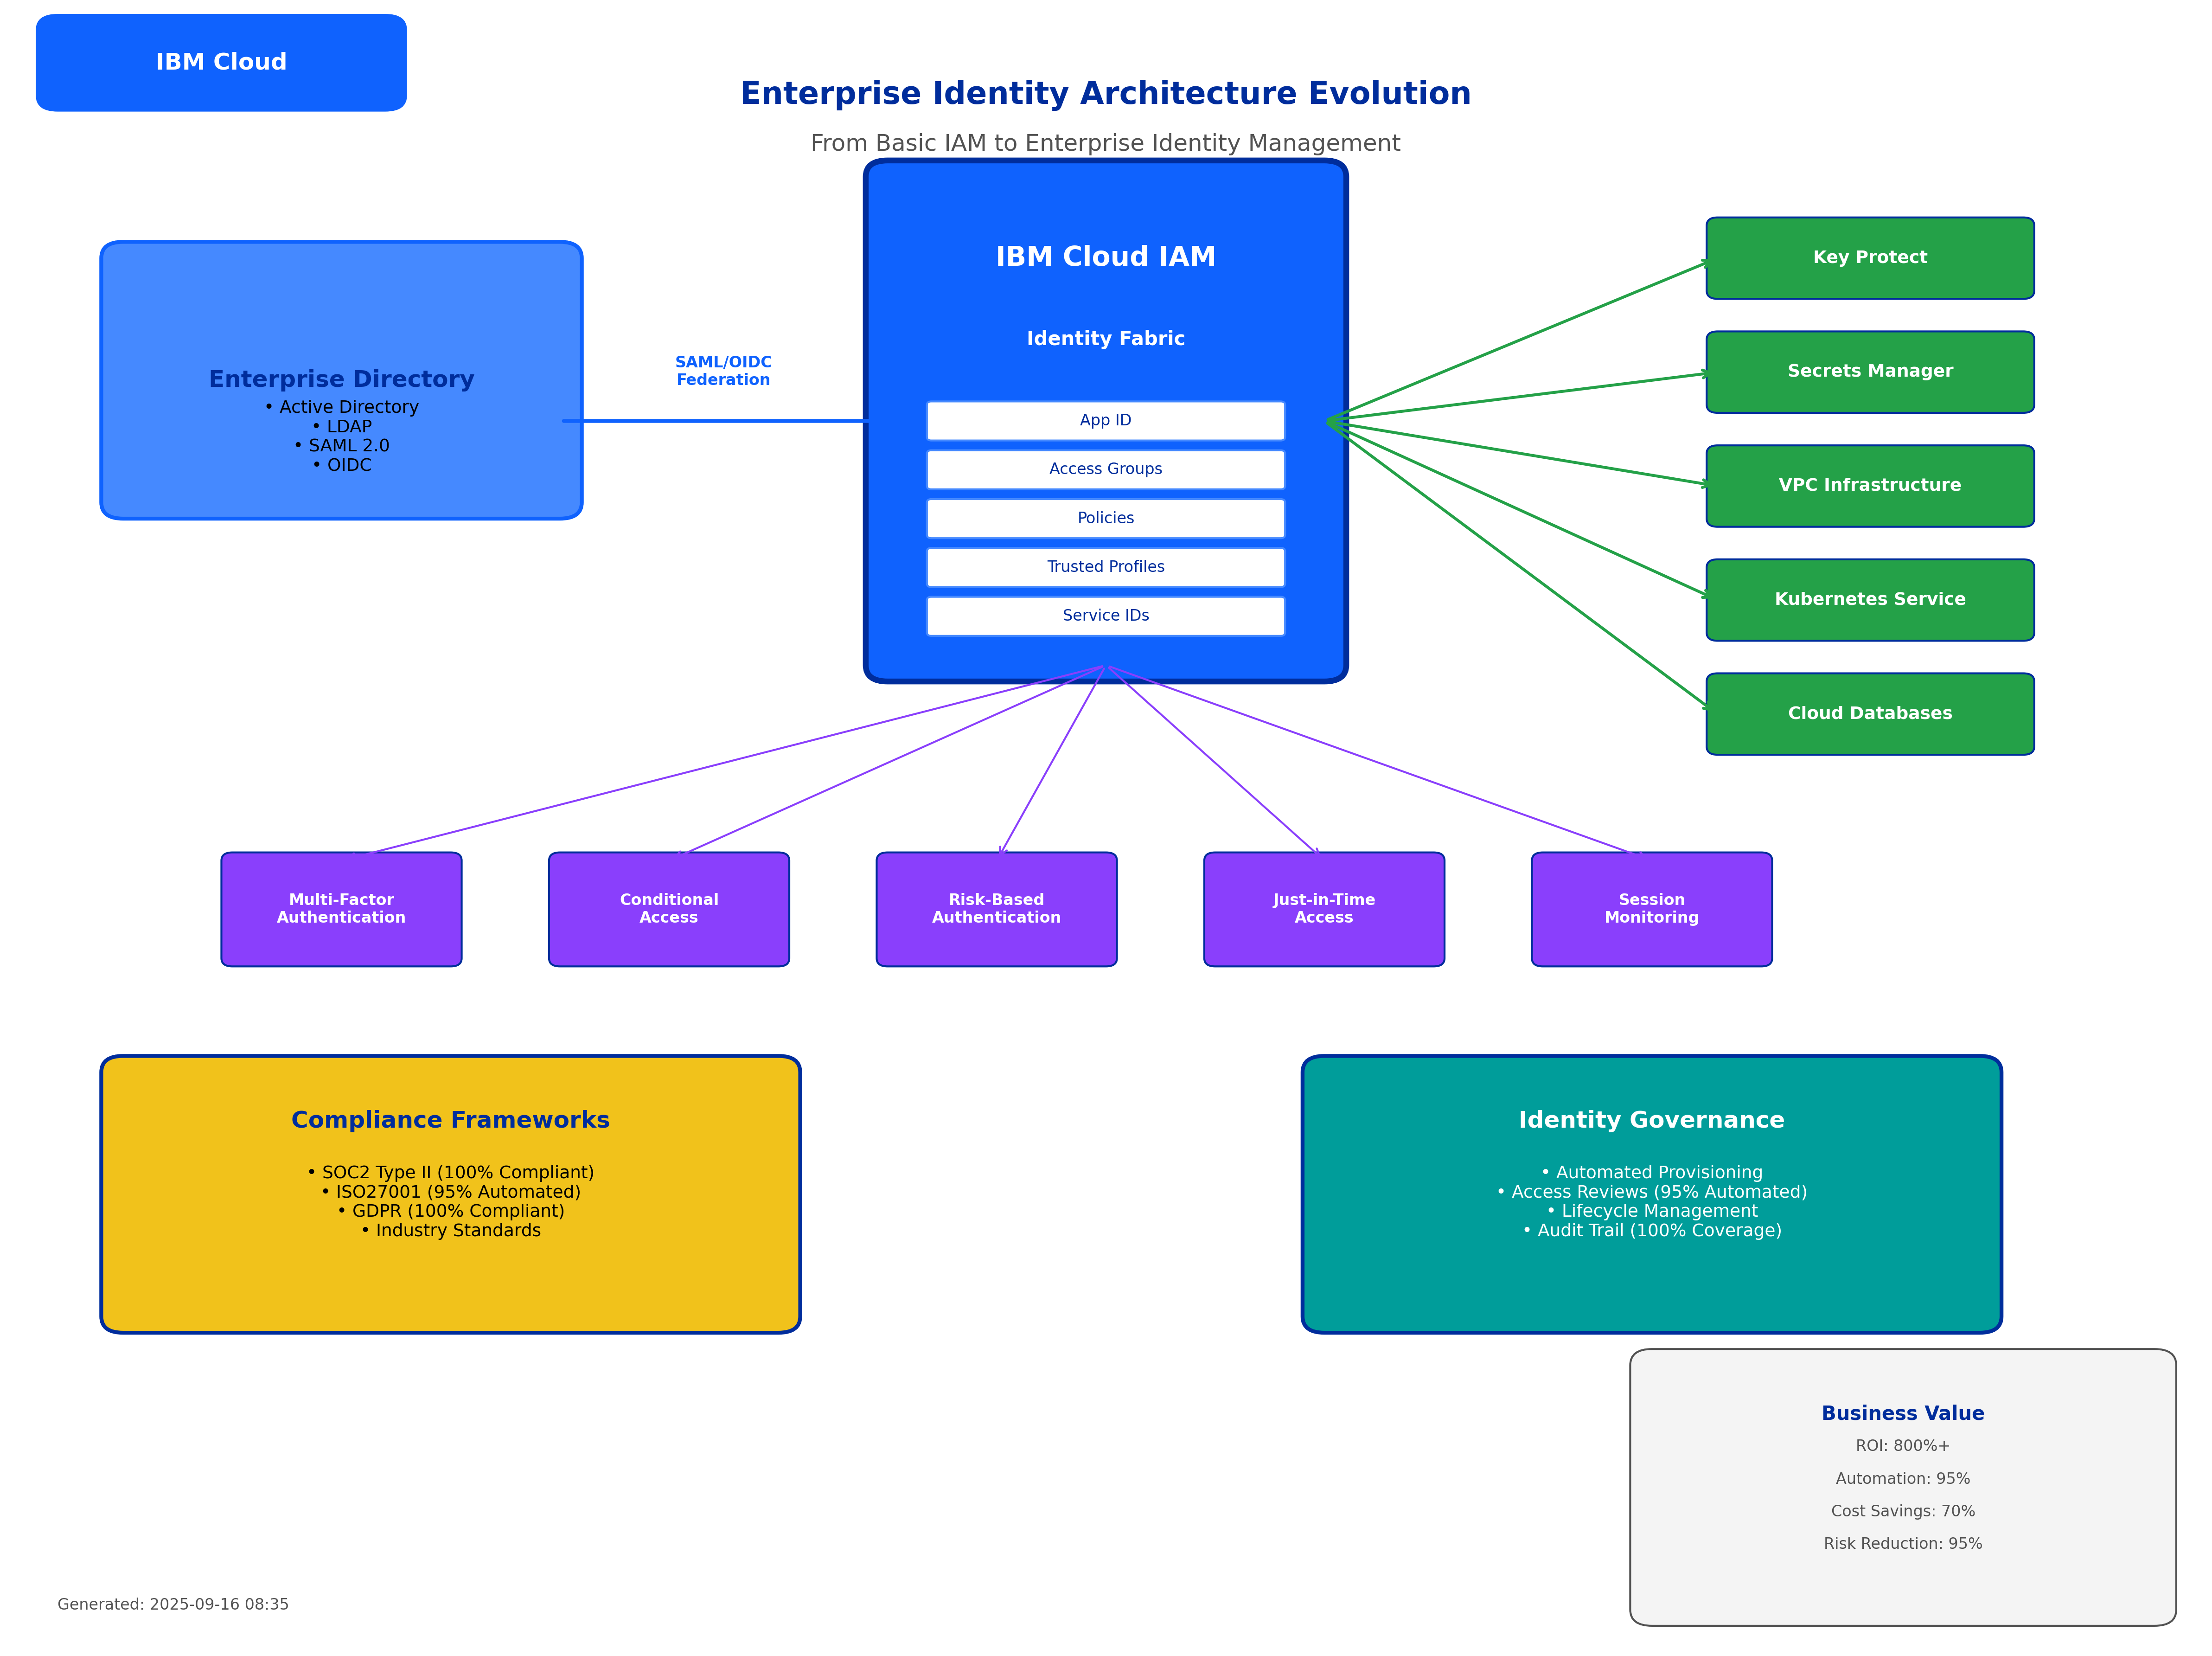 IBM Cloud
Enterprise Identity Architecture Evolution
From Basic IAM to Enterprise Identity Management
Enterprise Directory
• Active Directory
• LDAP
• SAML 2.0
• OIDC
SAML/OIDC
Federation
IBM Cloud IAM
Identity Fabric
App ID
Access Groups
Policies
Trusted Profiles
Service IDs
Key Protect
Secrets Manager
VPC Infrastructure
Kubernetes Service
Cloud Databases
Multi-Factor
Authentication
Conditional
Access
Risk-Based
Authentication
Just-in-Time
Access
Session
Monitoring
Compliance Frameworks
• SOC2 Type II (100% Compliant)
• ISO27001 (95% Automated)
• GDPR (100% Compliant)
• Industry Standards
Identity Governance
• Automated Provisioning
• Access Reviews (95% Automated)
• Lifecycle Management
• Audit Trail (100% Coverage)
Business Value
ROI: 800%+
Automation: 95%
Cost Savings: 70%
Risk Reduction: 95%
Generated: 2025-09-16 08:35